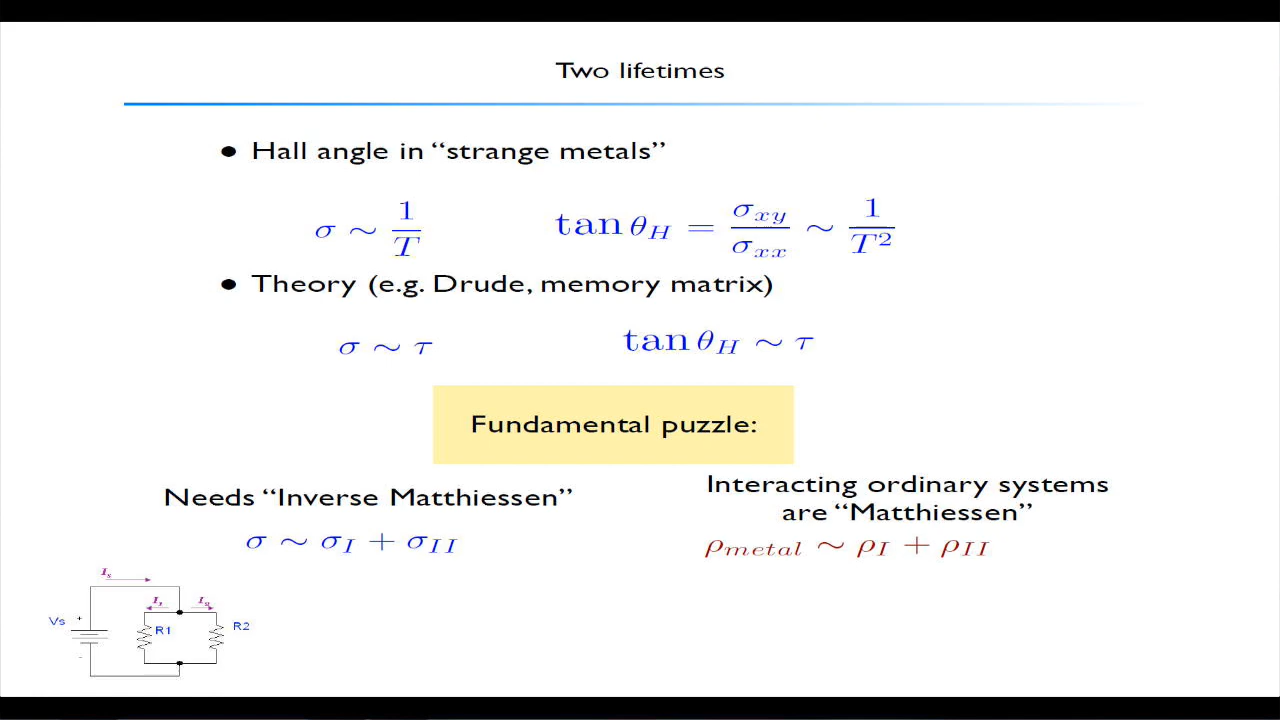 Two lifetimes
● Hall angle in “strange metals”
σ ∼ 1/T    tan θ_H = σ_xy/σ_xx ∼ 1/T²
● Theory (e.g. Drude, memory matrix)
σ ∼ τ    tan θ_H ∼ τ
Fundamental puzzle:
Needs “Inverse Matthiessen”
σ ∼ σ_I + σ_II
Interacting ordinary systems
are “Matthiessen”
ρ_metal ∼ ρ_I + ρ_II
I_s
Vs
+
-
R1
R2